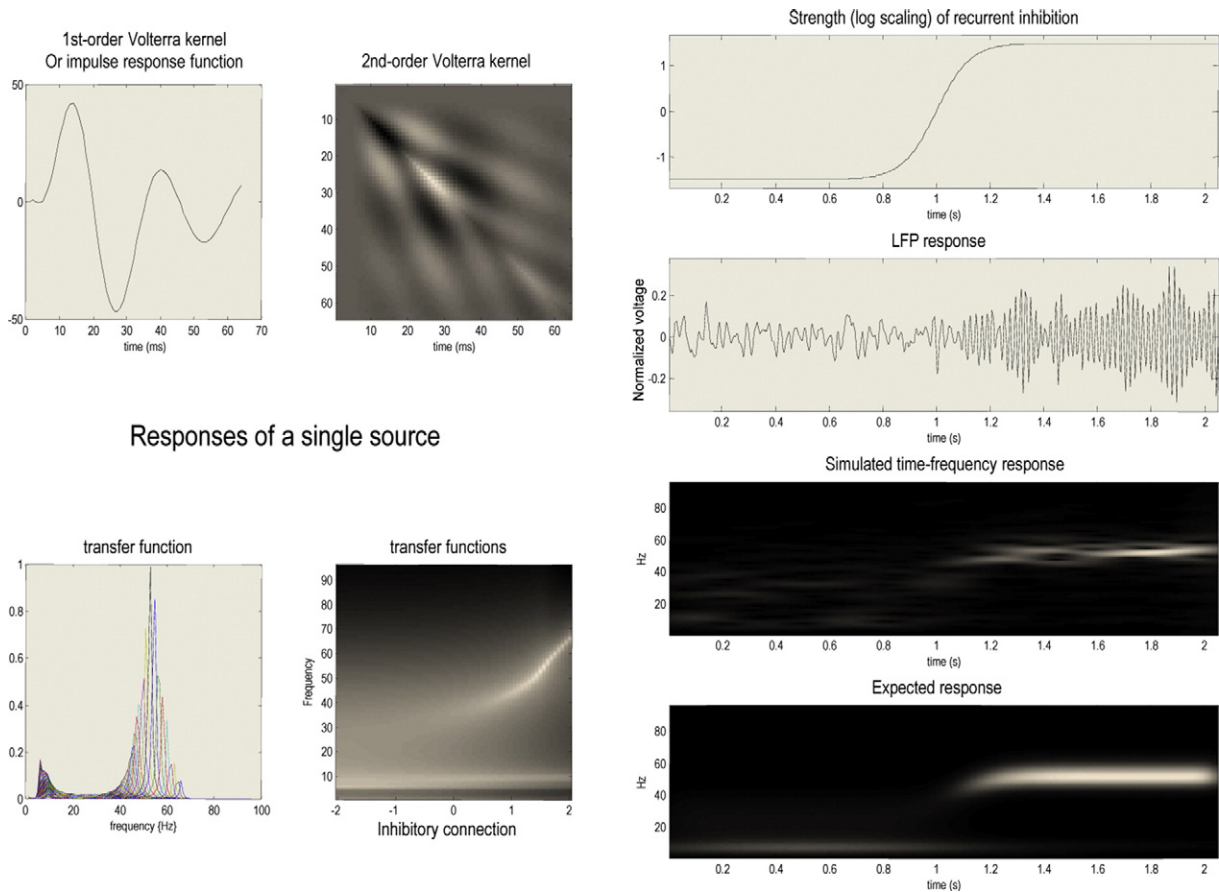 1st-order Volterra kernel
Or impulse response function
50
0
-50
0 10 20 30 40 50 60 70
time (ms)
2nd-order Volterra kernel
10
20
30
40
50
60
10 20 30 40 50 60
time (ms)
Responses of a single source
transfer function
1
0.8
0.6
0.4
0.2
0
0 20 40 60 80 100
frequency {Hz}
transfer functions
Frequency
90
80
70
60
50
40
30
20
10
-2 -1 0 1 2
Inhibitory connection
Strength (log scaling) of recurrent inhibition
1
0
-1
0.2 0.4 0.6 0.8 1 1.2 1.4 1.6 1.8 2
time (s)
LFP response
Normalized voltage
0.2
0
-0.2
0.2 0.4 0.6 0.8 1 1.2 1.4 1.6 1.8 2
time (s)
Simulated time-frequency response
Hz
80
60
40
20
0.2 0.4 0.6 0.8 1 1.2 1.4 1.6 1.8 2
time (s)
Expected response
Hz
80
60
40
20
0.2 0.4 0.6 0.8 1 1.2 1.4 1.6 1.8 2
time (s)